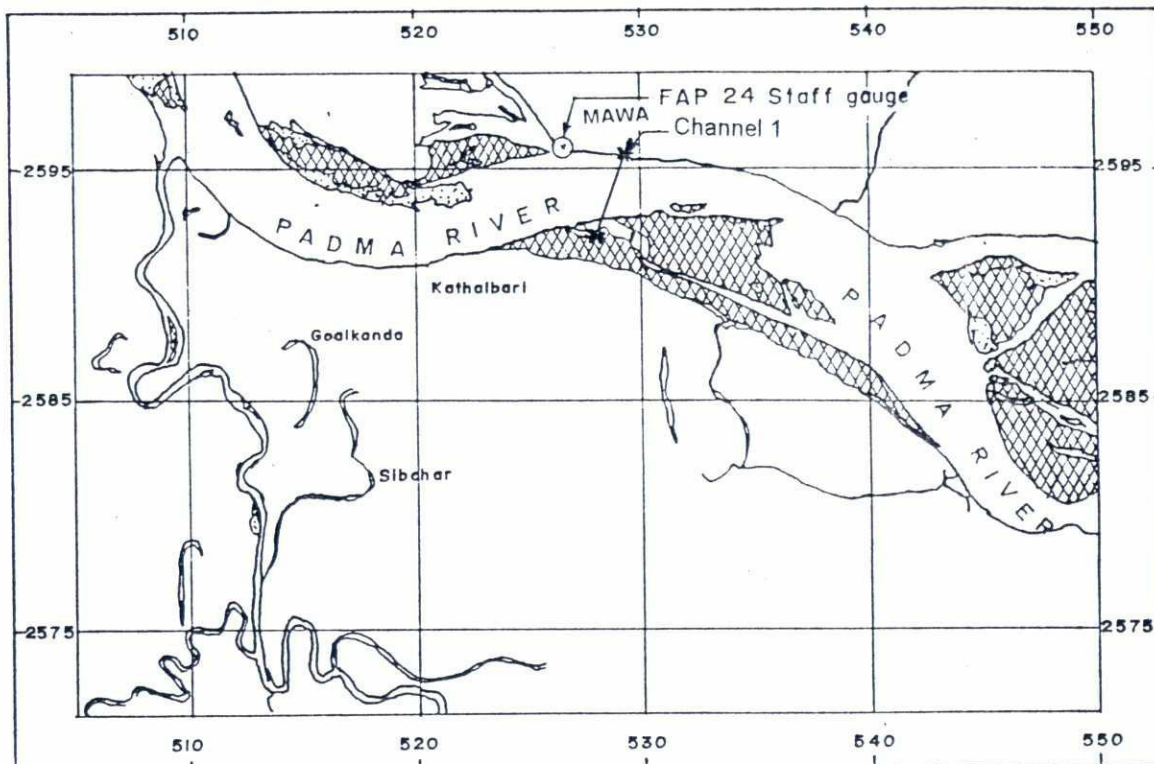 510 520 530 540 550
FAP 24 Staff gauge
MAWA
Channel 1
2595 2595
PADMA RIVER
Kathalbari
PADMA RIVER
Goalkanda
2585 2585
Sibchar
2575 2575
510 520 530 540 550